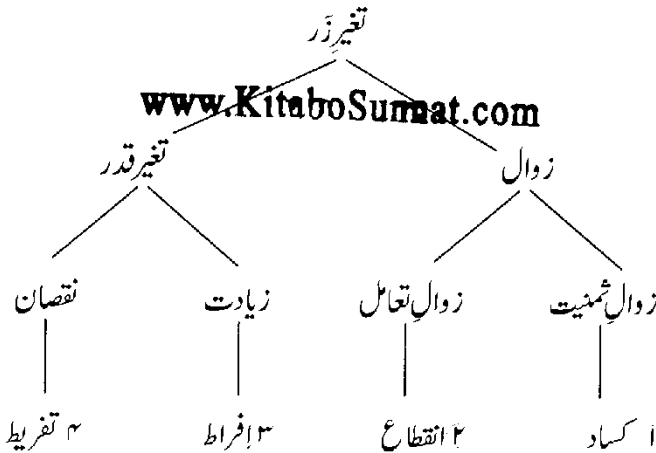 تغیرِ زَر
www.KitaboSunnat.com
زوال تغیرِ قدر
زوالِ ثمنیت زوالِ تعامل زیادت نقصان
۱ کساد ۲ انقطاع ۳ اِفراط ۴ تفریط